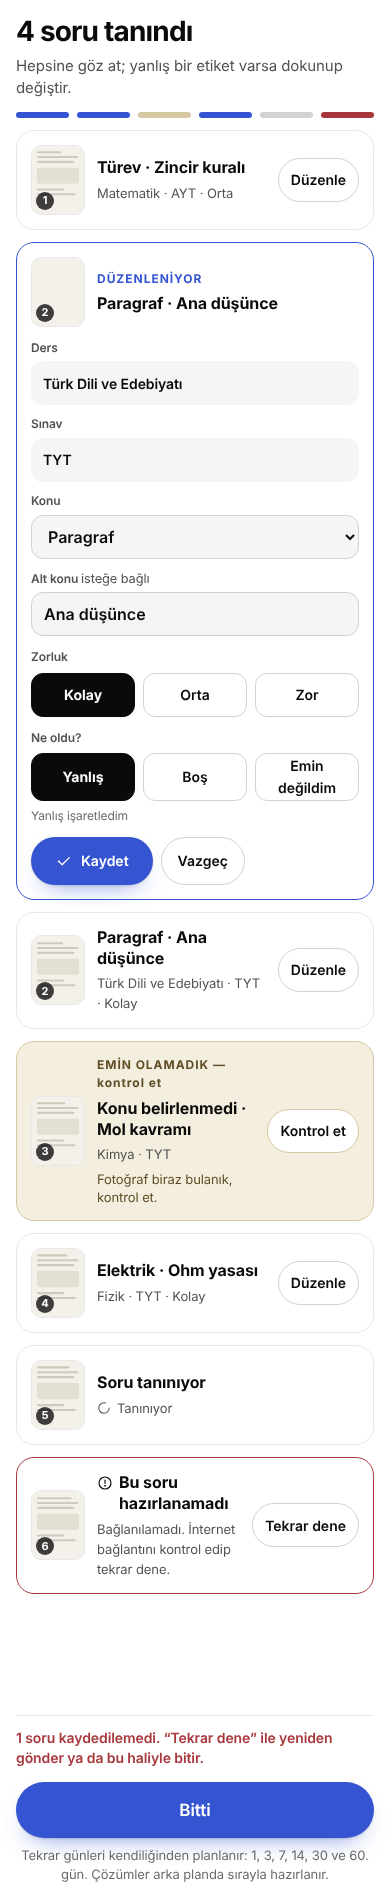 4 soru tanındı
Hepsine göz at; yanlış bir etiket varsa dokunup
değiştir.
1
Türev · Zincir kuralı
Matematik · AYT · Orta
Düzenle
2
DÜZENLENİYOR
Paragraf · Ana düşünce
Ders
Türk Dili ve Edebiyatı
Sınav
TYT
Konu
Paragraf
Alt konu isteğe bağlı
Ana düşünce
Zorluk
Kolay
Orta
Zor
Ne oldu?
Yanlış
Boş
Emin
değildim
Yanlış işaretledim
Kaydet
Vazgeç
2
Paragraf · Ana
düşünce
Türk Dili ve Edebiyatı · TYT
· Kolay
Düzenle
3
EMİN OLAMADIK —
kontrol et
Konu belirlenmedi ·
Mol kavramı
Kimya · TYT
Fotoğraf biraz bulanık,
kontrol et.
Kontrol et
4
Elektrik · Ohm yasası
Fizik · TYT · Kolay
Düzenle
5
Soru tanınıyor
Tanınıyor
6
Bu soru
hazırlanamadı
Bağlanılamadı. İnternet
bağlantını kontrol edip
tekrar dene.
Tekrar dene
1 soru kaydedilemedi. “Tekrar dene” ile yeniden
gönder ya da bu haliyle bitir.
Bitti
Tekrar günleri kendiliğinden planlanır: 1, 3, 7, 14, 30 ve 60.
gün. Çözümler arka planda sırayla hazırlanır.